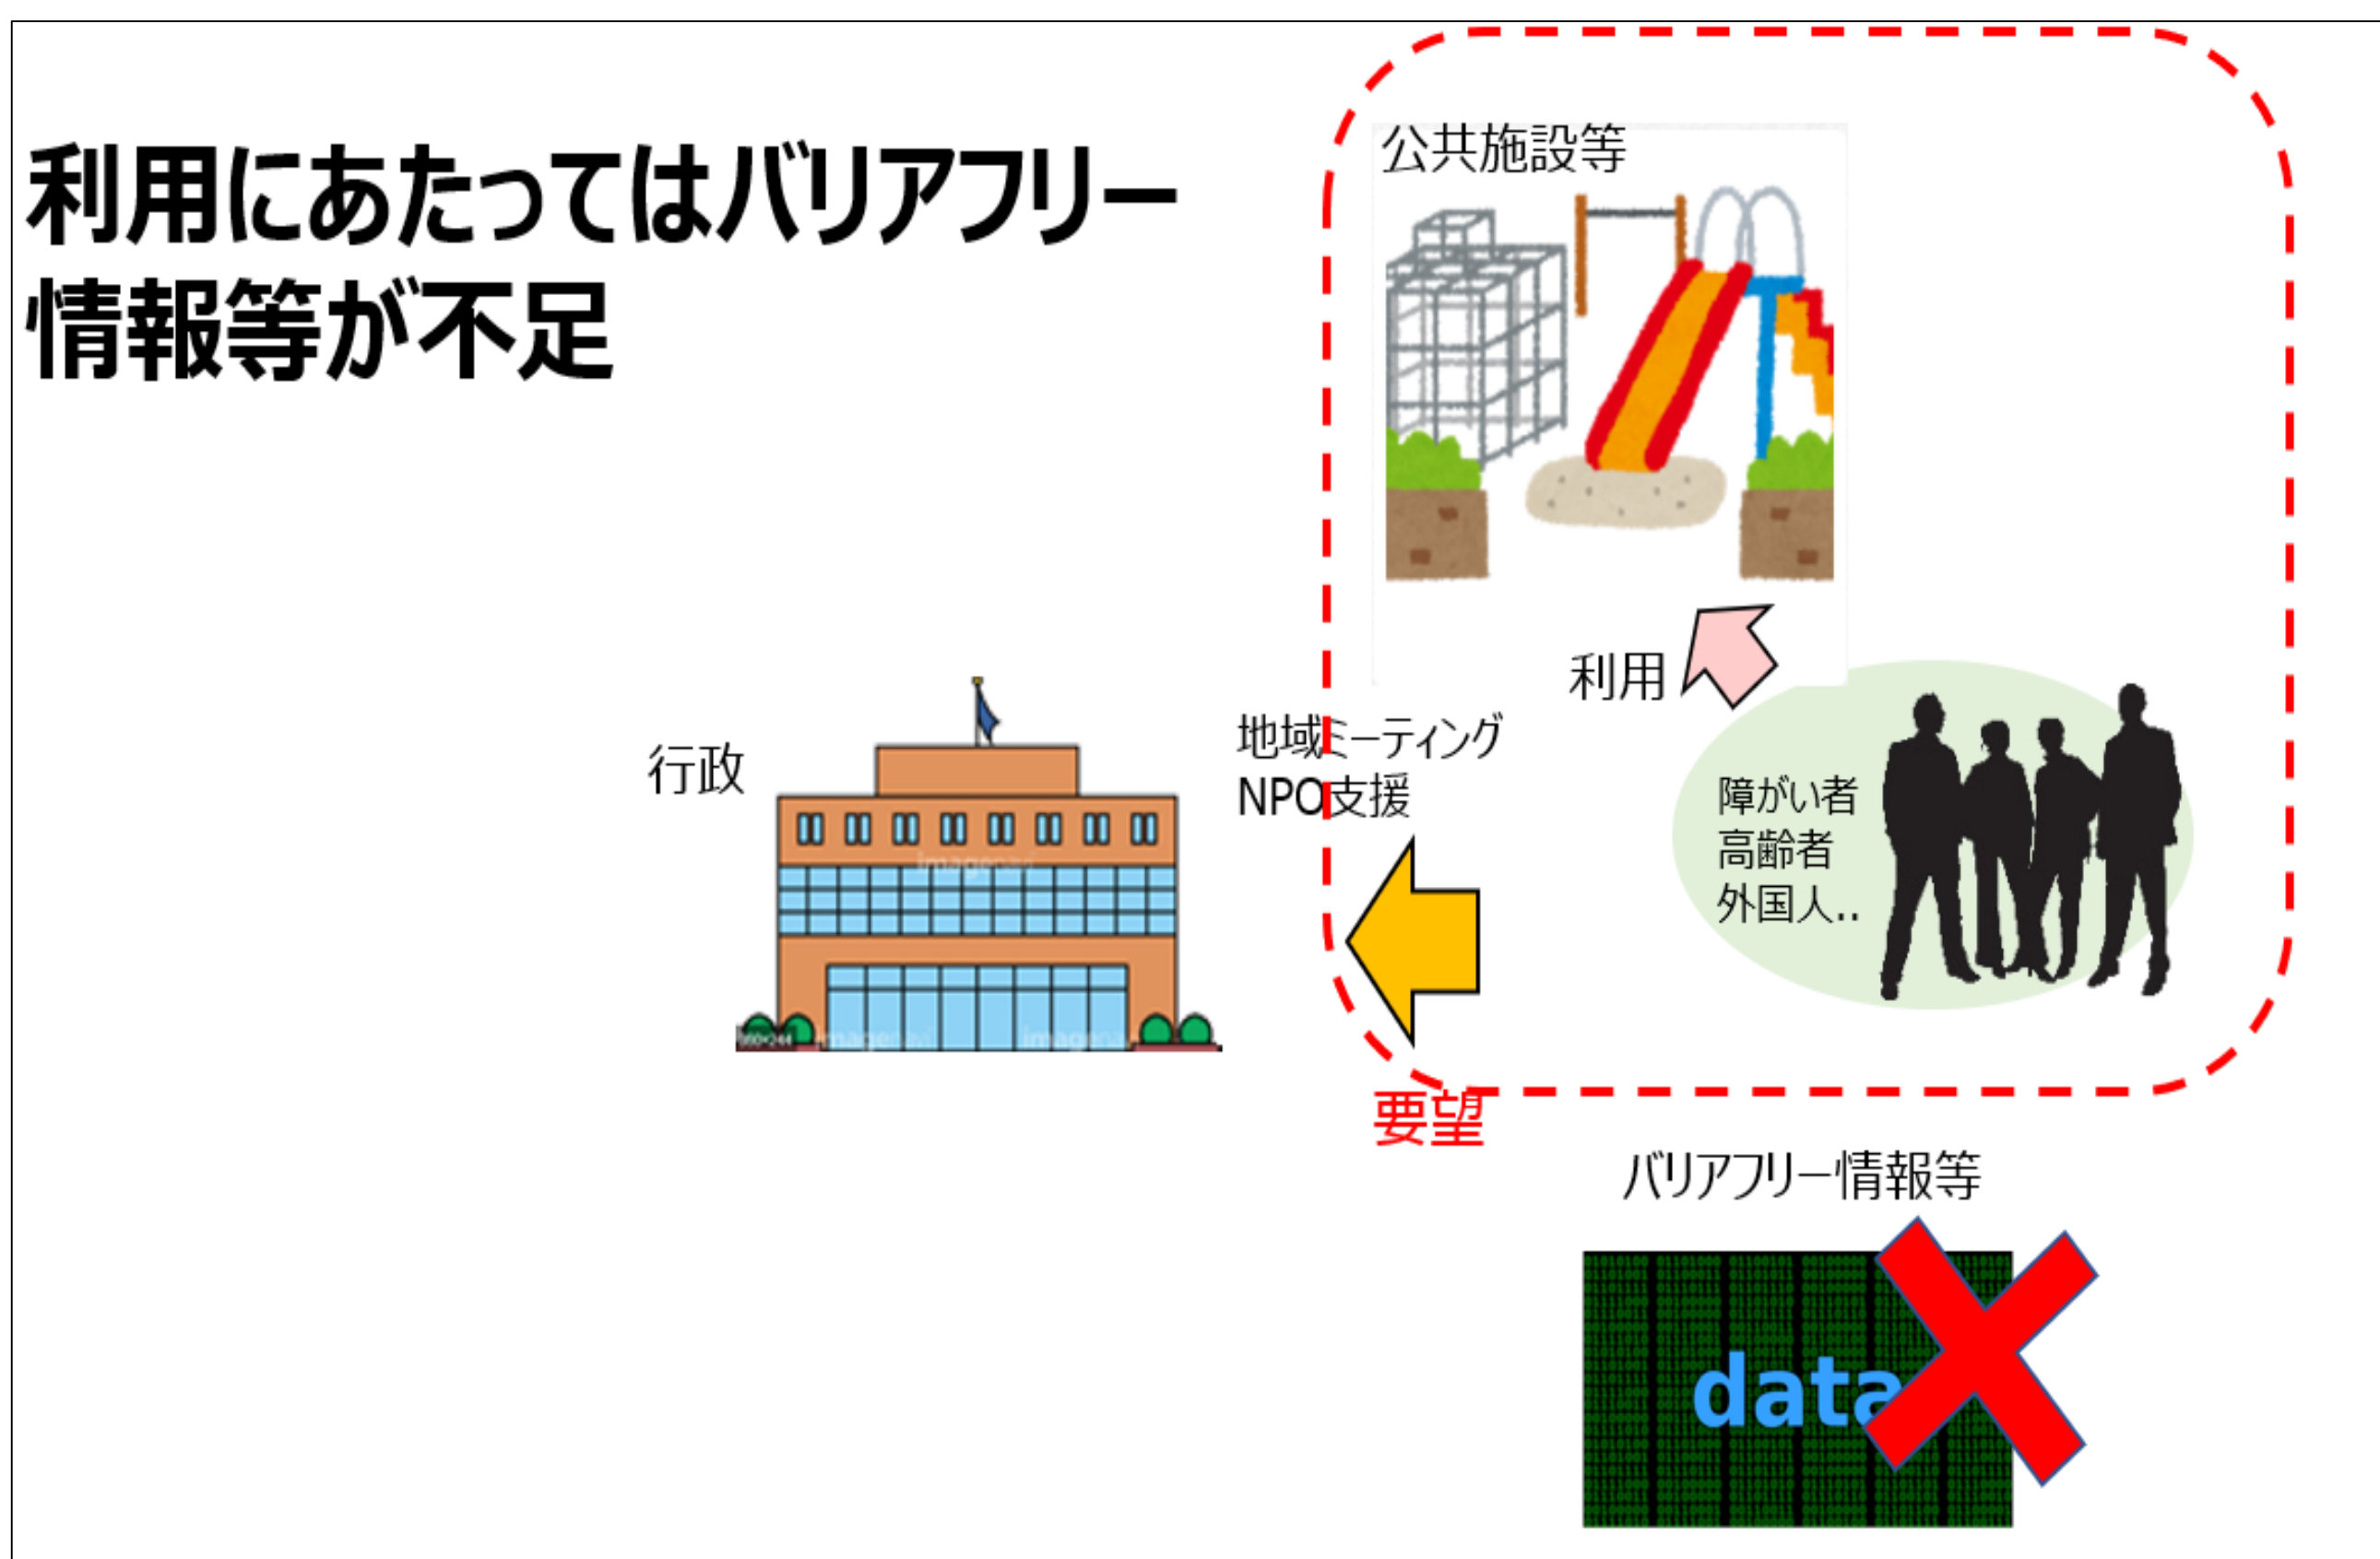 利用にあたってはバリアフリー
情報等が不足
公共施設等
利用
行政
地域ミーティング
NPO支援
障がい者
高齢者
外国人..
要望
バリアフリー情報等
data
imagenavi